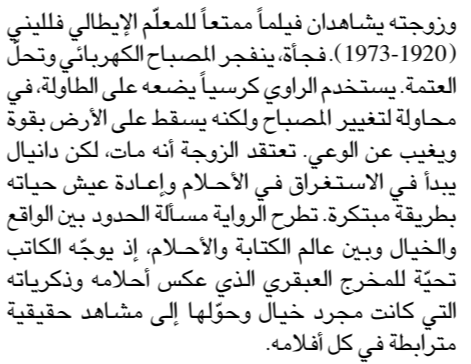 وزوجته يشاهدان فيلماً ممتعاً للمعلّم الإيطالي فلليني
(1920-1973). فجأة، ينفجر المصباح الكهربائي وتحلّ
العتمة. يستخدم الراوي كرسياً يضعه على الطاولة، في
محاولة لتغيير المصباح ولكنه يسقط على الأرض بقوة
ويغيب عن الوعي. تعتقد الزوجة أنه مات، لكن دانيال
يبدأ في الاستغراق في الأحلام وإعادة عيش حياته
بطريقة مبتكرة. تطرح الرواية مسألة الحدود بين الواقع
والخيال وبين عالم الكتابة والأحلام، إذ يوجّه الكاتب
تحيّة للمخرج العبقري الذي عكس أحلامه وذكرياته
التي كانت مجرد خيال وحوّلها إلى مشاهد حقيقية
مترابطة في كل أفلامه.